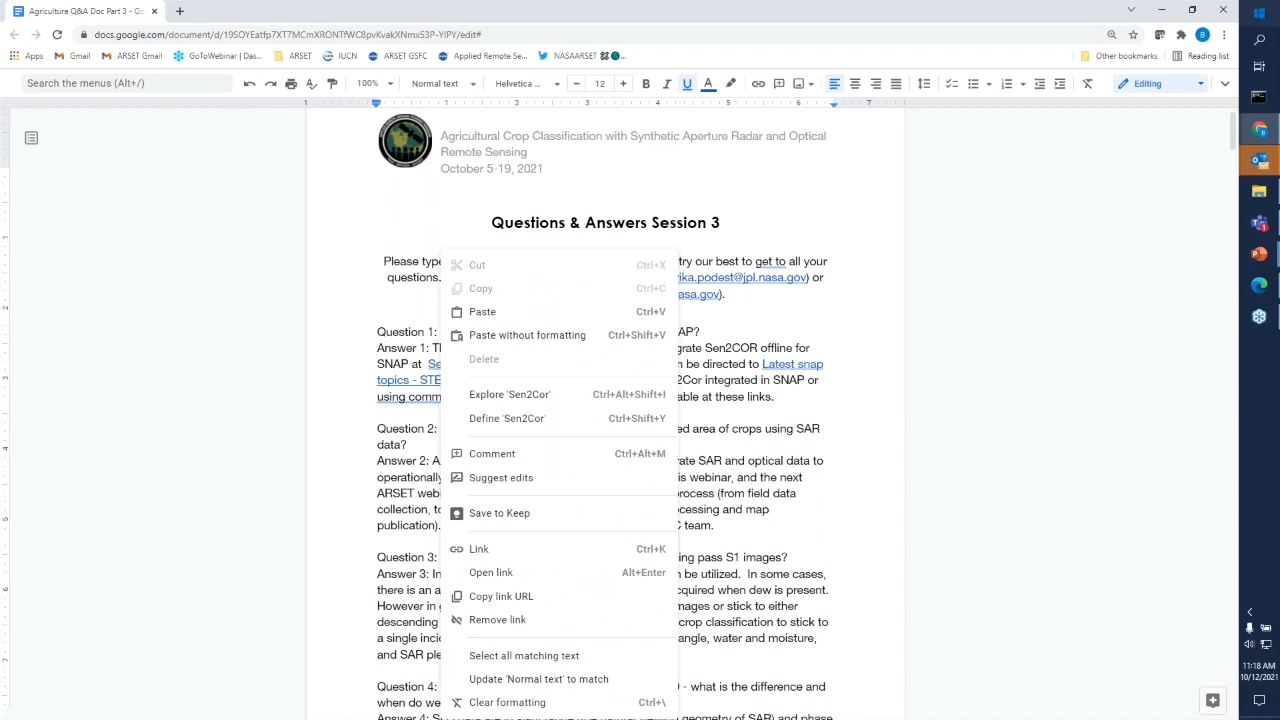 Agriculture Q&A Doc Part 3 - Go
docs.google.com/document/d/19SOYEatfp7XT7MCmXRONTfWC8pvKvakXNmx53P-YIPY/edit#
Apps Gmail ARSET Gmail GoToWebinar | Das... ARSET IUCN ARSET GSFC Applied Remote Se... NASAARSET Other bookmarks Reading list
Search the menus (Alt+/) 100% Normal text Helvetica ... 12 B I U A Editing
1 1 2 3 4 5 6 7
Agricultural Crop Classification with Synthetic Aperture Radar and Optical
Remote Sensing
October 5-19, 2021
Questions & Answers Session 3
Please type try our best to get to all your
questions. rika.podest@jpl.nasa.gov) or
asa.gov).
Question 1: AP?
Answer 1: Th grate Sen2COR offline for
SNAP at Se n be directed to Latest snap
topics - STE 2Cor integrated in SNAP or
using comm able at these links.
Question 2: ed area of crops using SAR
data?
Answer 2: A rate SAR and optical data to
operationally is webinar, and the next
ARSET webi process (from field data
collection, to ocessing and map
publication). C team.
Question 3: ing pass S1 images?
Answer 3: In n be utilized. In some cases,
there is an a cquired when dew is present.
However in g mages or stick to either
descending crop classification to stick to
a single inci angle, water and moisture,
and SAR ple
Question 4: - what is the difference and
when do we
Cut Ctrl+X
Copy Ctrl+C
Paste Ctrl+V
Paste without formatting Ctrl+Shift+V
Delete
Explore 'Sen2Cor' Ctrl+Alt+Shift+I
Define 'Sen2Cor' Ctrl+Shift+Y
Comment Ctrl+Alt+M
Suggest edits
Save to Keep
Link Ctrl+K
Open link Alt+Enter
Copy link URL
Remove link
Select all matching text
Update 'Normal text' to match
Clear formatting Ctrl+\
11:18 AM
10/12/2021